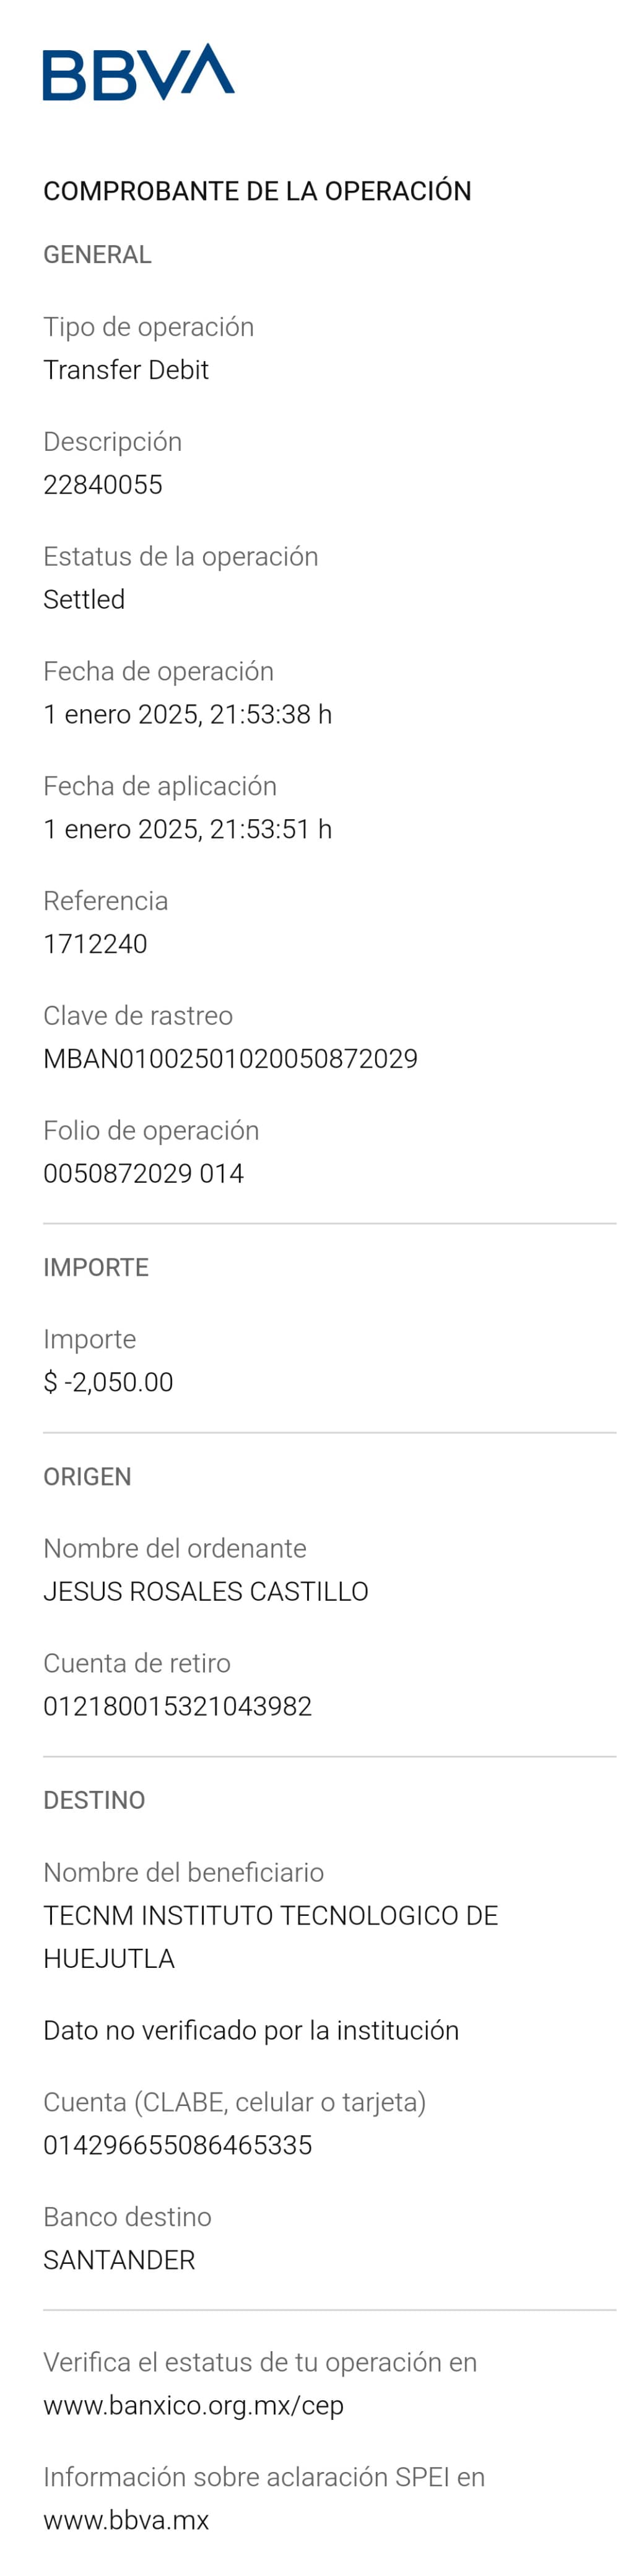 BBVA
COMPROBANTE DE LA OPERACIÓN
GENERAL
Tipo de operación
Transfer Debit
Descripción
22840055
Estatus de la operación
Settled
Fecha de operación
1 enero 2025, 21:53:38 h
Fecha de aplicación
1 enero 2025, 21:53:51 h
Referencia
1712240
Clave de rastreo
MBAN01002501020050872029
Folio de operación
0050872029 014
IMPORTE
Importe
$ -2,050.00
ORIGEN
Nombre del ordenante
JESUS ROSALES CASTILLO
Cuenta de retiro
012180015321043982
DESTINO
Nombre del beneficiario
TECNM INSTITUTO TECNOLOGICO DE
HUEJUTLA
Dato no verificado por la institución
Cuenta (CLABE, celular o tarjeta)
014296655086465335
Banco destino
SANTANDER
Verifica el estatus de tu operación en
www.banxico.org.mx/cep
Información sobre aclaración SPEI en
www.bbva.mx